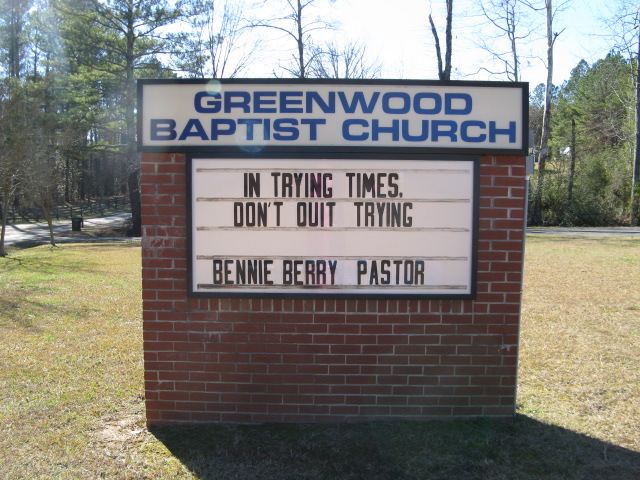 GREENWOOD
BAPTIST CHURCH
IN TRYING TIMES,
DON'T QUIT TRYING
BENNIE BERRY PASTOR